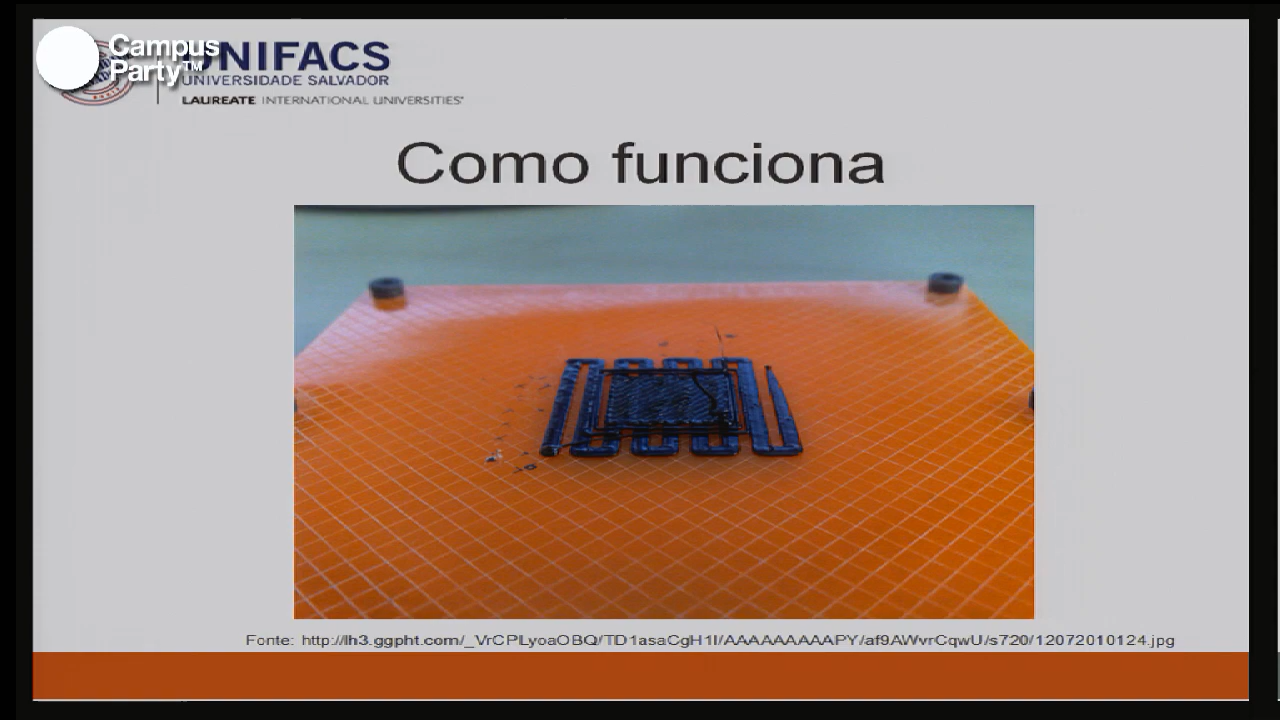 Campus
Party™
UNIFACS
UNIVERSIDADE SALVADOR
LAUREATE INTERNATIONAL UNIVERSITIES
Como funciona
Fonte: http://lh3.ggpht.com/_VrCPLyoaOBQ/TD1asaCgH1I/AAAAAAAAAPY/af9AWvrCqwU/s720/12072010124.jpg